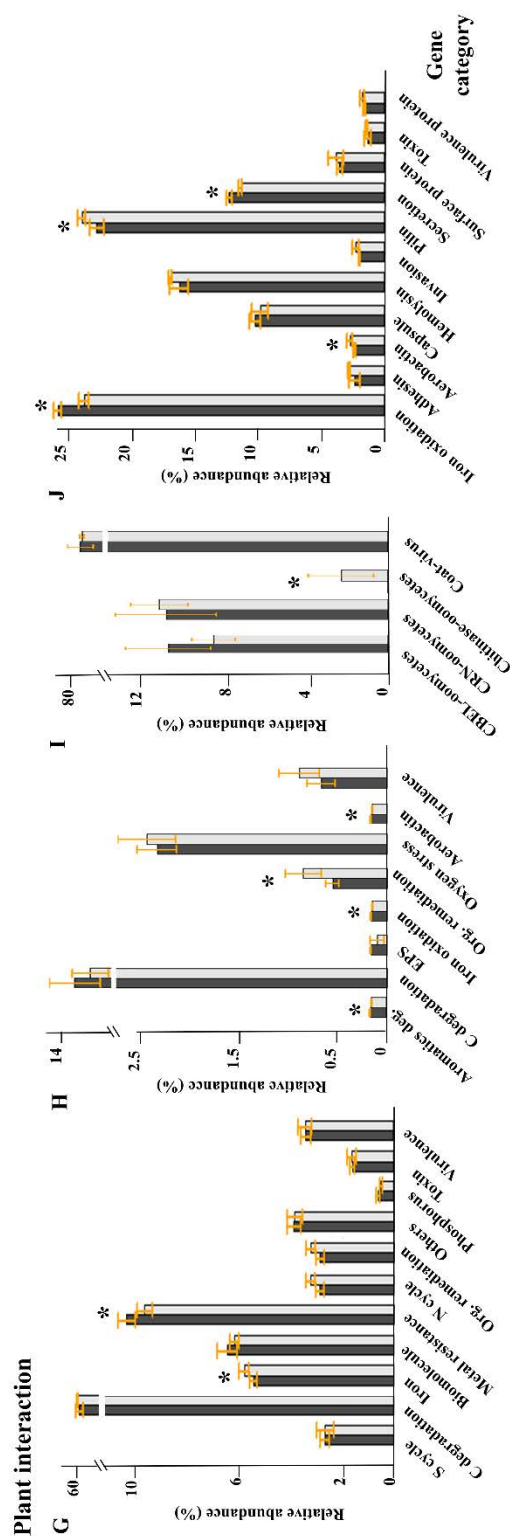 Plant interaction
G
Relative abundance (%)
60
10
6
2
0
S cycle
C degradation
Iron
Biomolecule
Metal resistance
N cycle
Org. remediation
Others
Phosphorus
Toxin
Virulence
*
*
H
Relative abundance (%)
14
2.5
1.5
0.5
0
Aromatics deg.
C degradation
EPS
Iron oxidation
Org. remediation
Oxygen stress
Aerobactin
Virulence
*
*
*
*
I
Relative abundance (%)
80
12
8
4
0
CBEL-oomycetes
CRN-oomycetes
Chitinase-oomycetes
Coat-virus
*
J
Relative abundance (%)
25
20
15
10
5
0
Iron oxidation
Adhesin
Aerobactin
Capsule
Hemolysin
Invasion
Pilin
Secretion
Surface protein
Toxin
Virulence protein
*
*
*
*
Gene
category